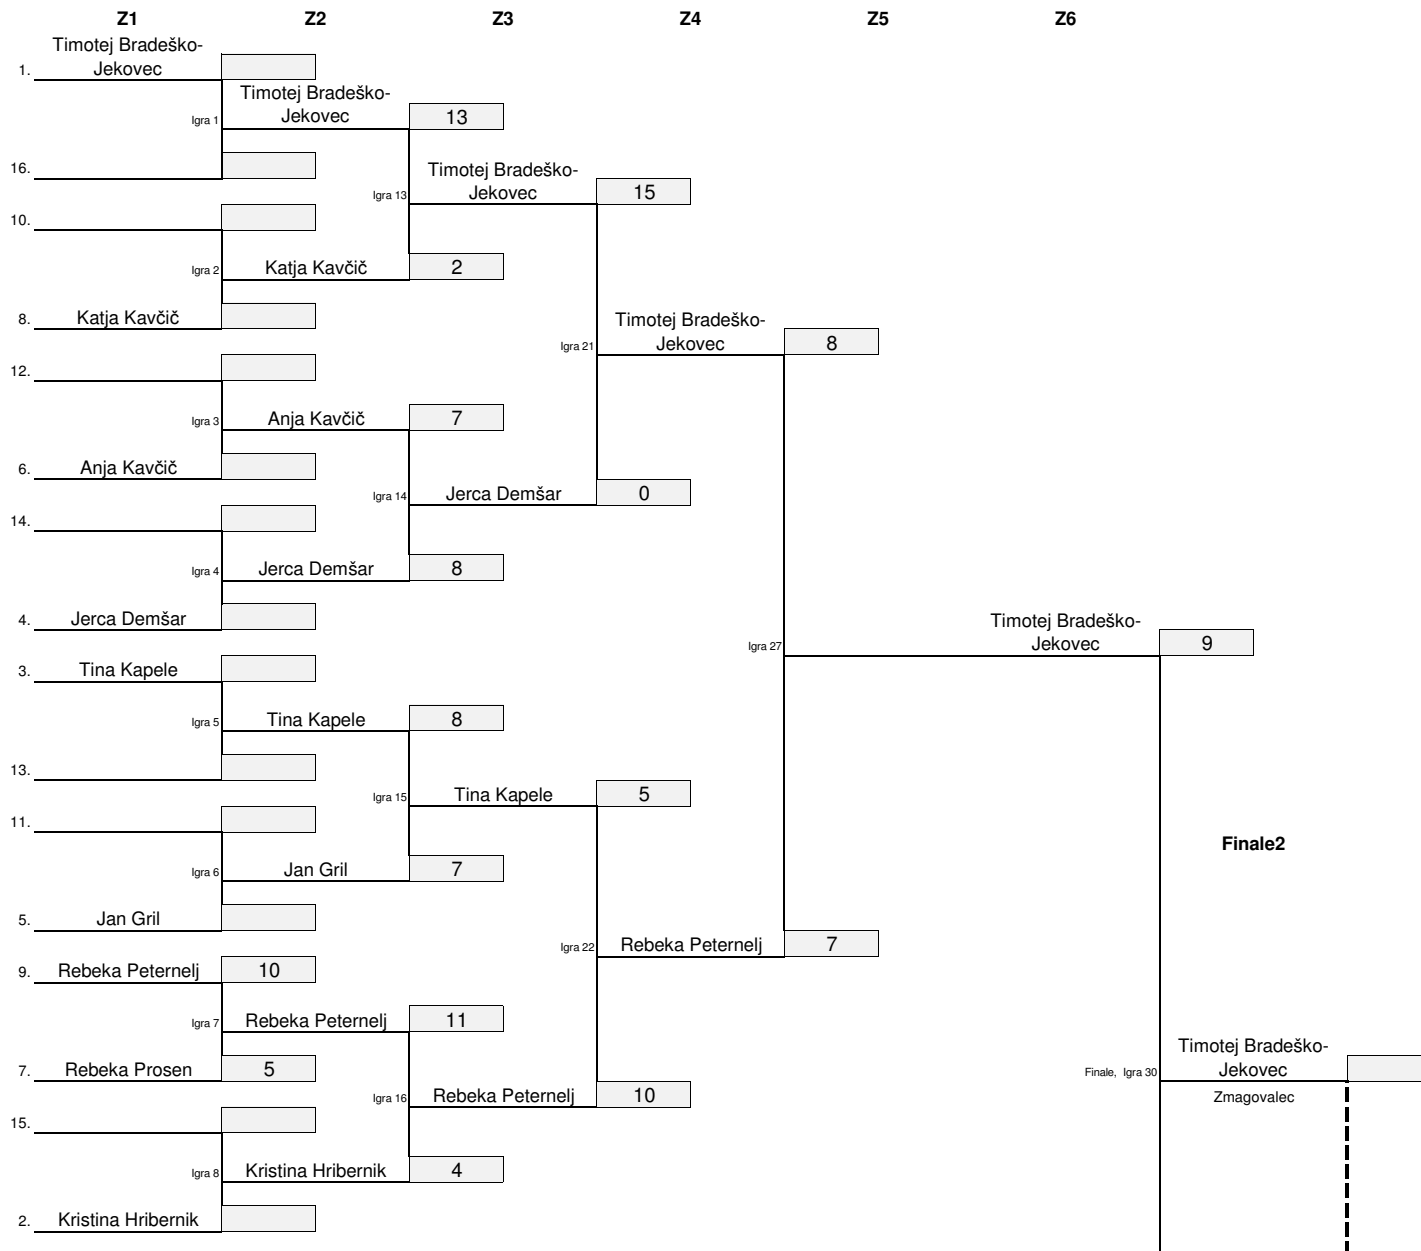 Z1 Z2 Z3 Z4 Z5 Z6
Timotej Bradeško-
1. Jekovec
Timotej Bradeško-
Igra 1 Jekovec 13
16.
Timotej Bradeško-
Igra 13 Jekovec 15
10.
Igra 2 Katja Kavčič 2
8. Katja Kavčič
Timotej Bradeško-
Igra 21 Jekovec 8
12.
Igra 3 Anja Kavčič 7
6. Anja Kavčič
Igra 14 Jerca Demšar 0
14.
Igra 4 Jerca Demšar 8
4. Jerca Demšar
Timotej Bradeško-
Igra 27 Jekovec 9
3. Tina Kapele
Igra 5 Tina Kapele 8
13.
Igra 15 Tina Kapele 5
11.
Finale2
Igra 6 Jan Gril 7
5. Jan Gril
Igra 22 Rebeka Peternelj 7
9. Rebeka Peternelj 10
Igra 7 Rebeka Peternelj 11
Timotej Bradeško-
7. Rebeka Prosen 5
Finale, Igra 30 Jekovec
Igra 16 Rebeka Peternelj 10
Zmagovalec
15.
Igra 8 Kristina Hribernik 4
2. Kristina Hribernik